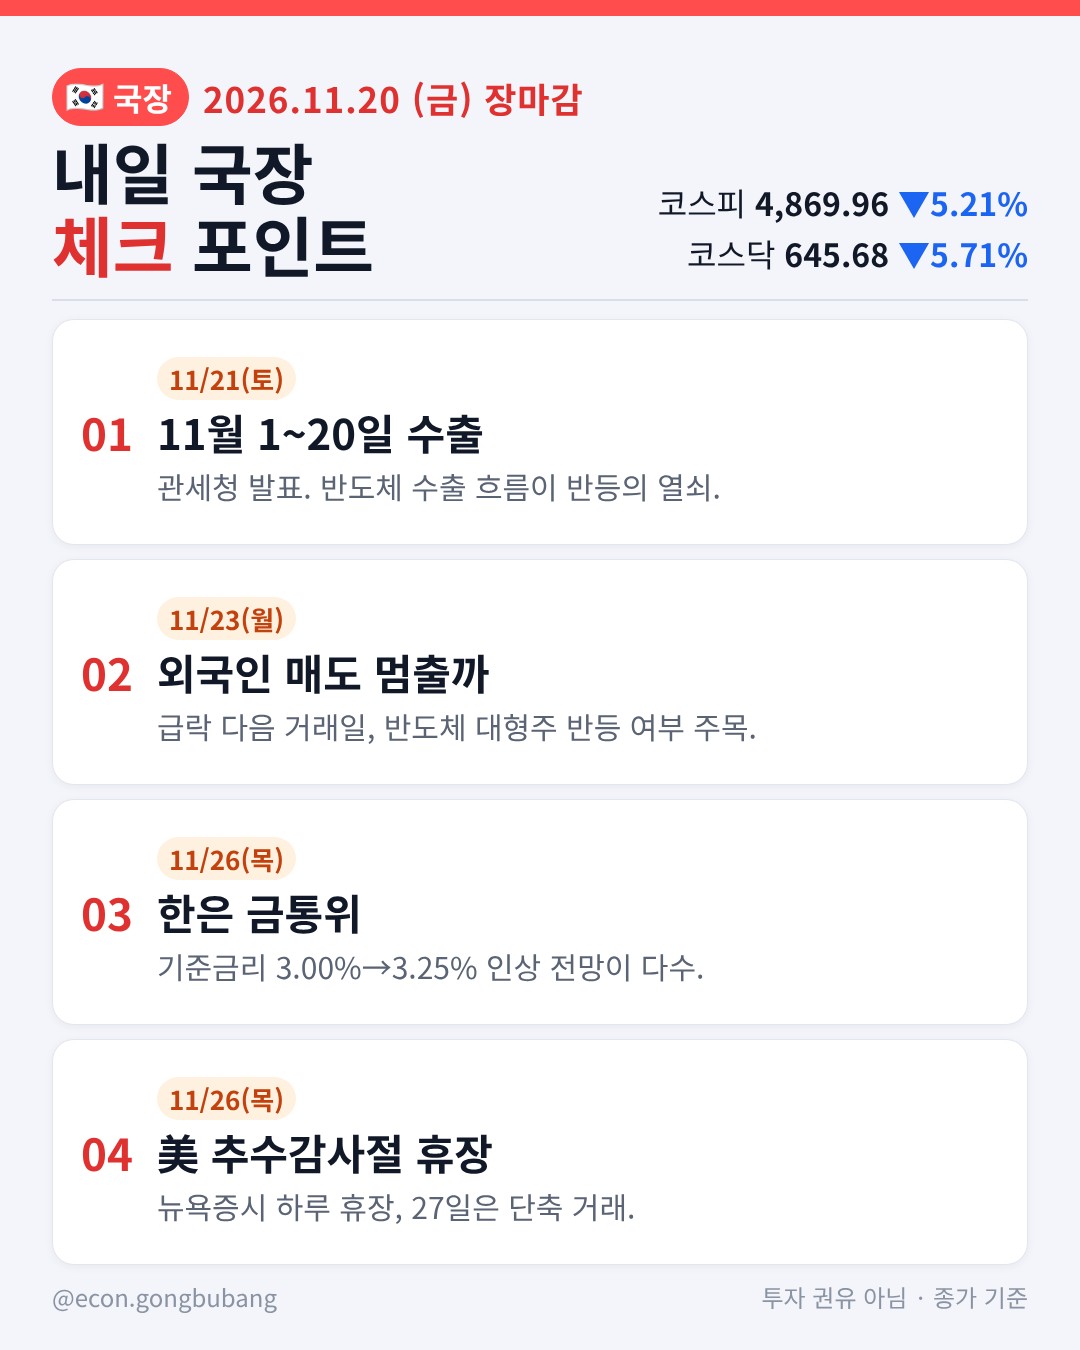 🇰🇷 국장 2026.11.20 (금) 장마감
내일 국장
체크 포인트
코스피 4,869.96 ▼5.21%
코스닥 645.68 ▼5.71%
11/21(토)
01 11월 1~20일 수출
관세청 발표. 반도체 수출 흐름이 반등의 열쇠.
11/23(월)
02 외국인 매도 멈출까
급락 다음 거래일, 반도체 대형주 반등 여부 주목.
11/26(목)
03 한은 금통위
기준금리 3.00%→3.25% 인상 전망이 다수.
11/26(목)
04 美 추수감사절 휴장
뉴욕증시 하루 휴장, 27일은 단축 거래.
@econ.gongbubang
투자 권유 아님 · 종가 기준